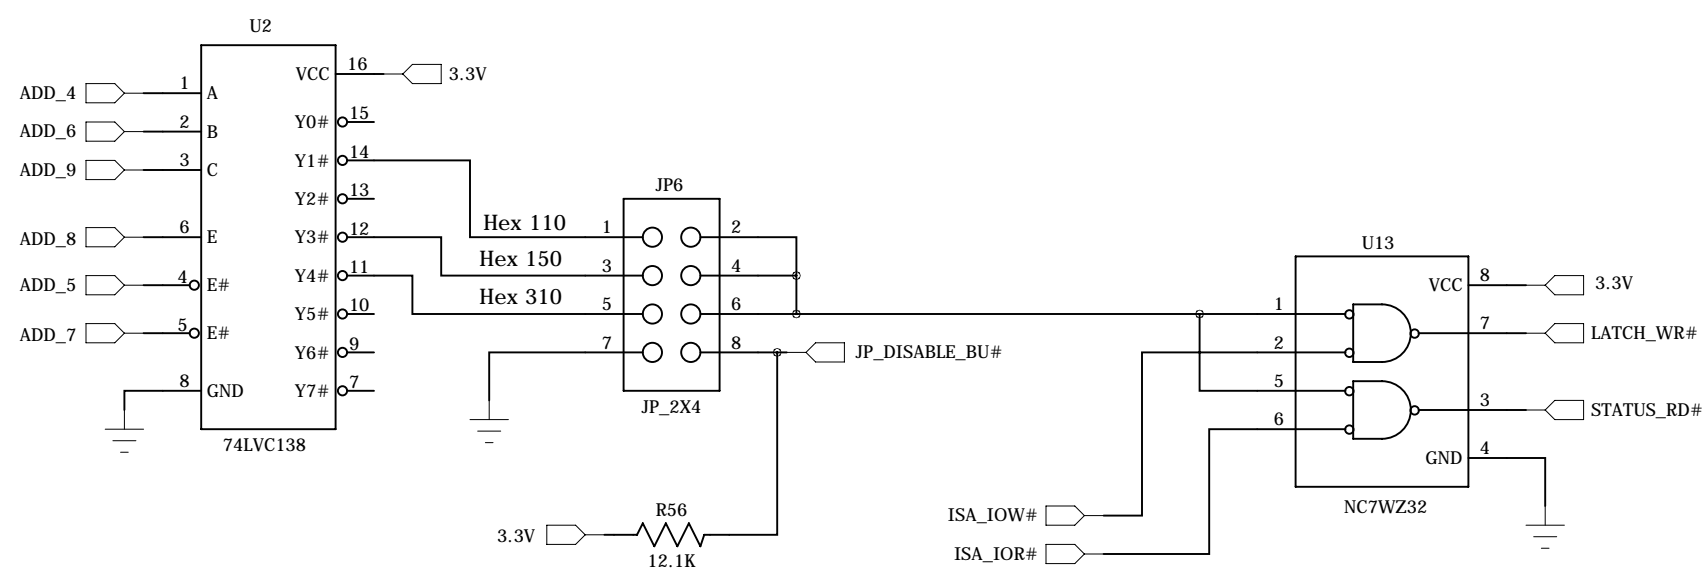 U2
ADD_4
1
A
ADD_6
2
B
ADD_9
3
C
ADD_8
6
E
ADD_5
4
E#
ADD_7
5
E#
8
GND
VCC
16
3.3V
Y0#
15
Y1#
14
Y2#
13
Y3#
12
Y4#
11
Y5#
10
Y6#
9
Y7#
7
74LVC138
JP6
Hex 110
1
2
Hex 150
3
4
Hex 310
5
6
7
8
JP_DISABLE_BU#
JP_2X4
3.3V
R56
12.1K
U13
VCC
8
3.3V
1
2
7
LATCH_WR#
5
6
3
STATUS_RD#
GND
4
NC7WZ32
ISA_IOW#
ISA_IOR#